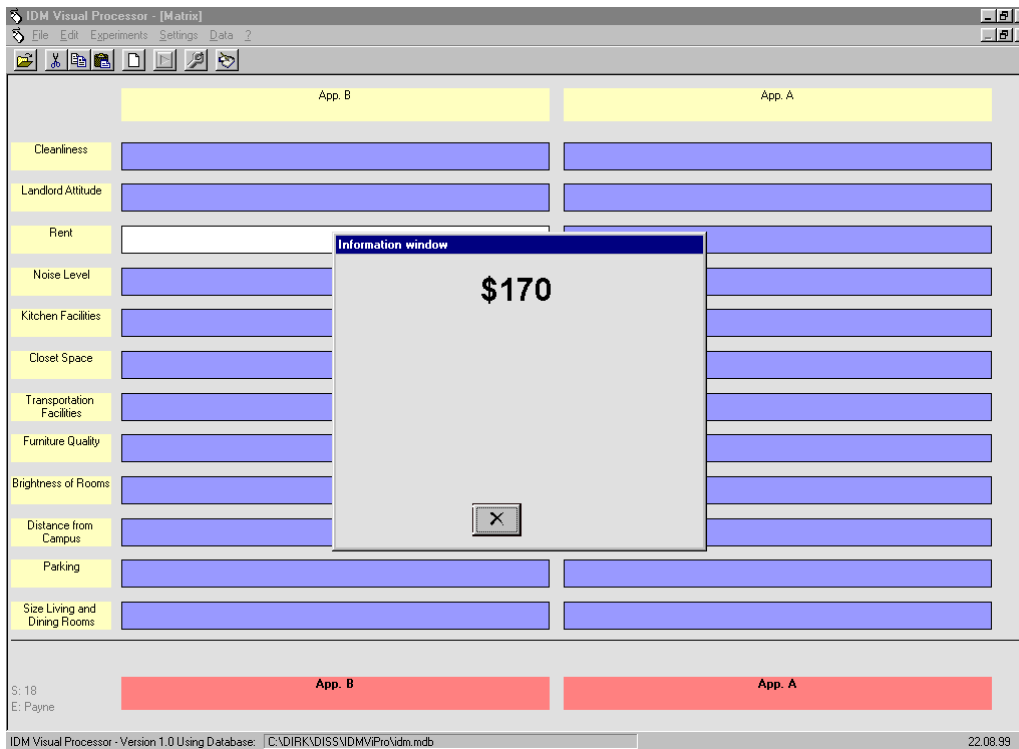 IDM Visual Processor - [Matrix]
File Edit Experiments Settings Data ?
App. B App. A
Cleanliness
Landlord Attitude
Rent
Information window
Noise Level
$170
Kitchen Facilities
Closet Space
Transportation
Facilities
Furniture Quality
Brightness of Rooms
Distance from
Campus
Parking
Size Living and
Dining Rooms
App. B App. A
S: 18
E: Payne
IDM Visual Processor - Version 1.0 Using Database: C:\DIRK\DISS\IDMViPro\idm.mdb 22.08.99